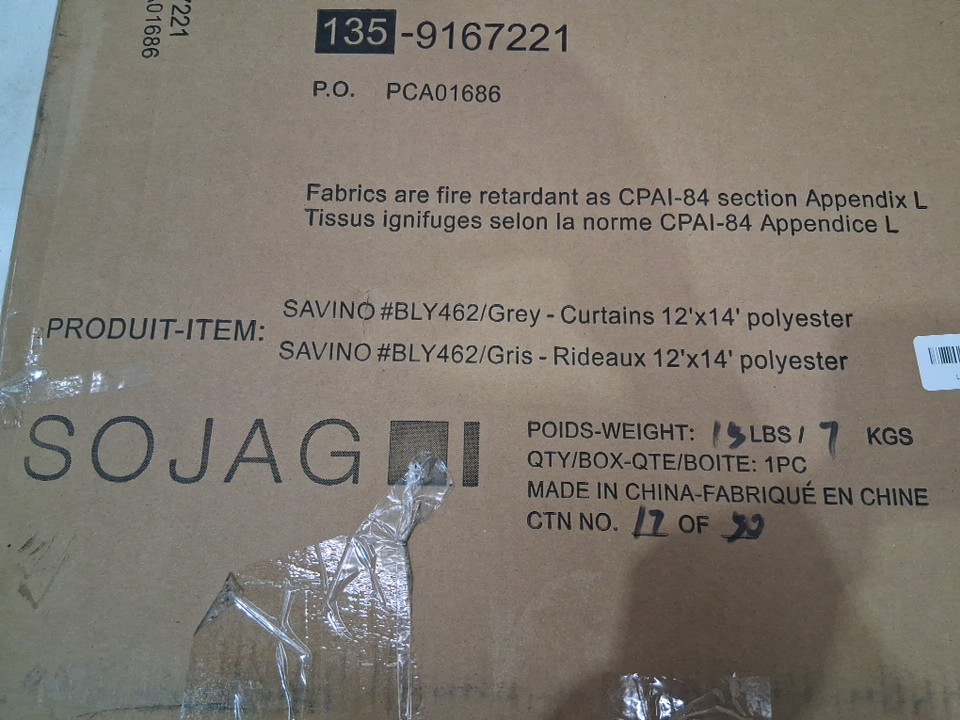 7221
01686
135-9167221
P.O. PCA01686
Fabrics are fire retardant as CPAI-84 section Appendix L
Tissus ignifuges selon la norme CPAI-84 Appendice L
PRODUIT-ITEM:
SAVINO #BLY462/Grey - Curtains 12'x14' polyester
SAVINO #BLY462/Gris - Rideaux 12'x14' polyester
SOJAG
POIDS-WEIGHT: 15 LBS / 7 KGS
QTY/BOX-QTE/BOITE: 1PC
MADE IN CHINA-FABRIQUÉ EN CHINE
CTN NO. 17 OF